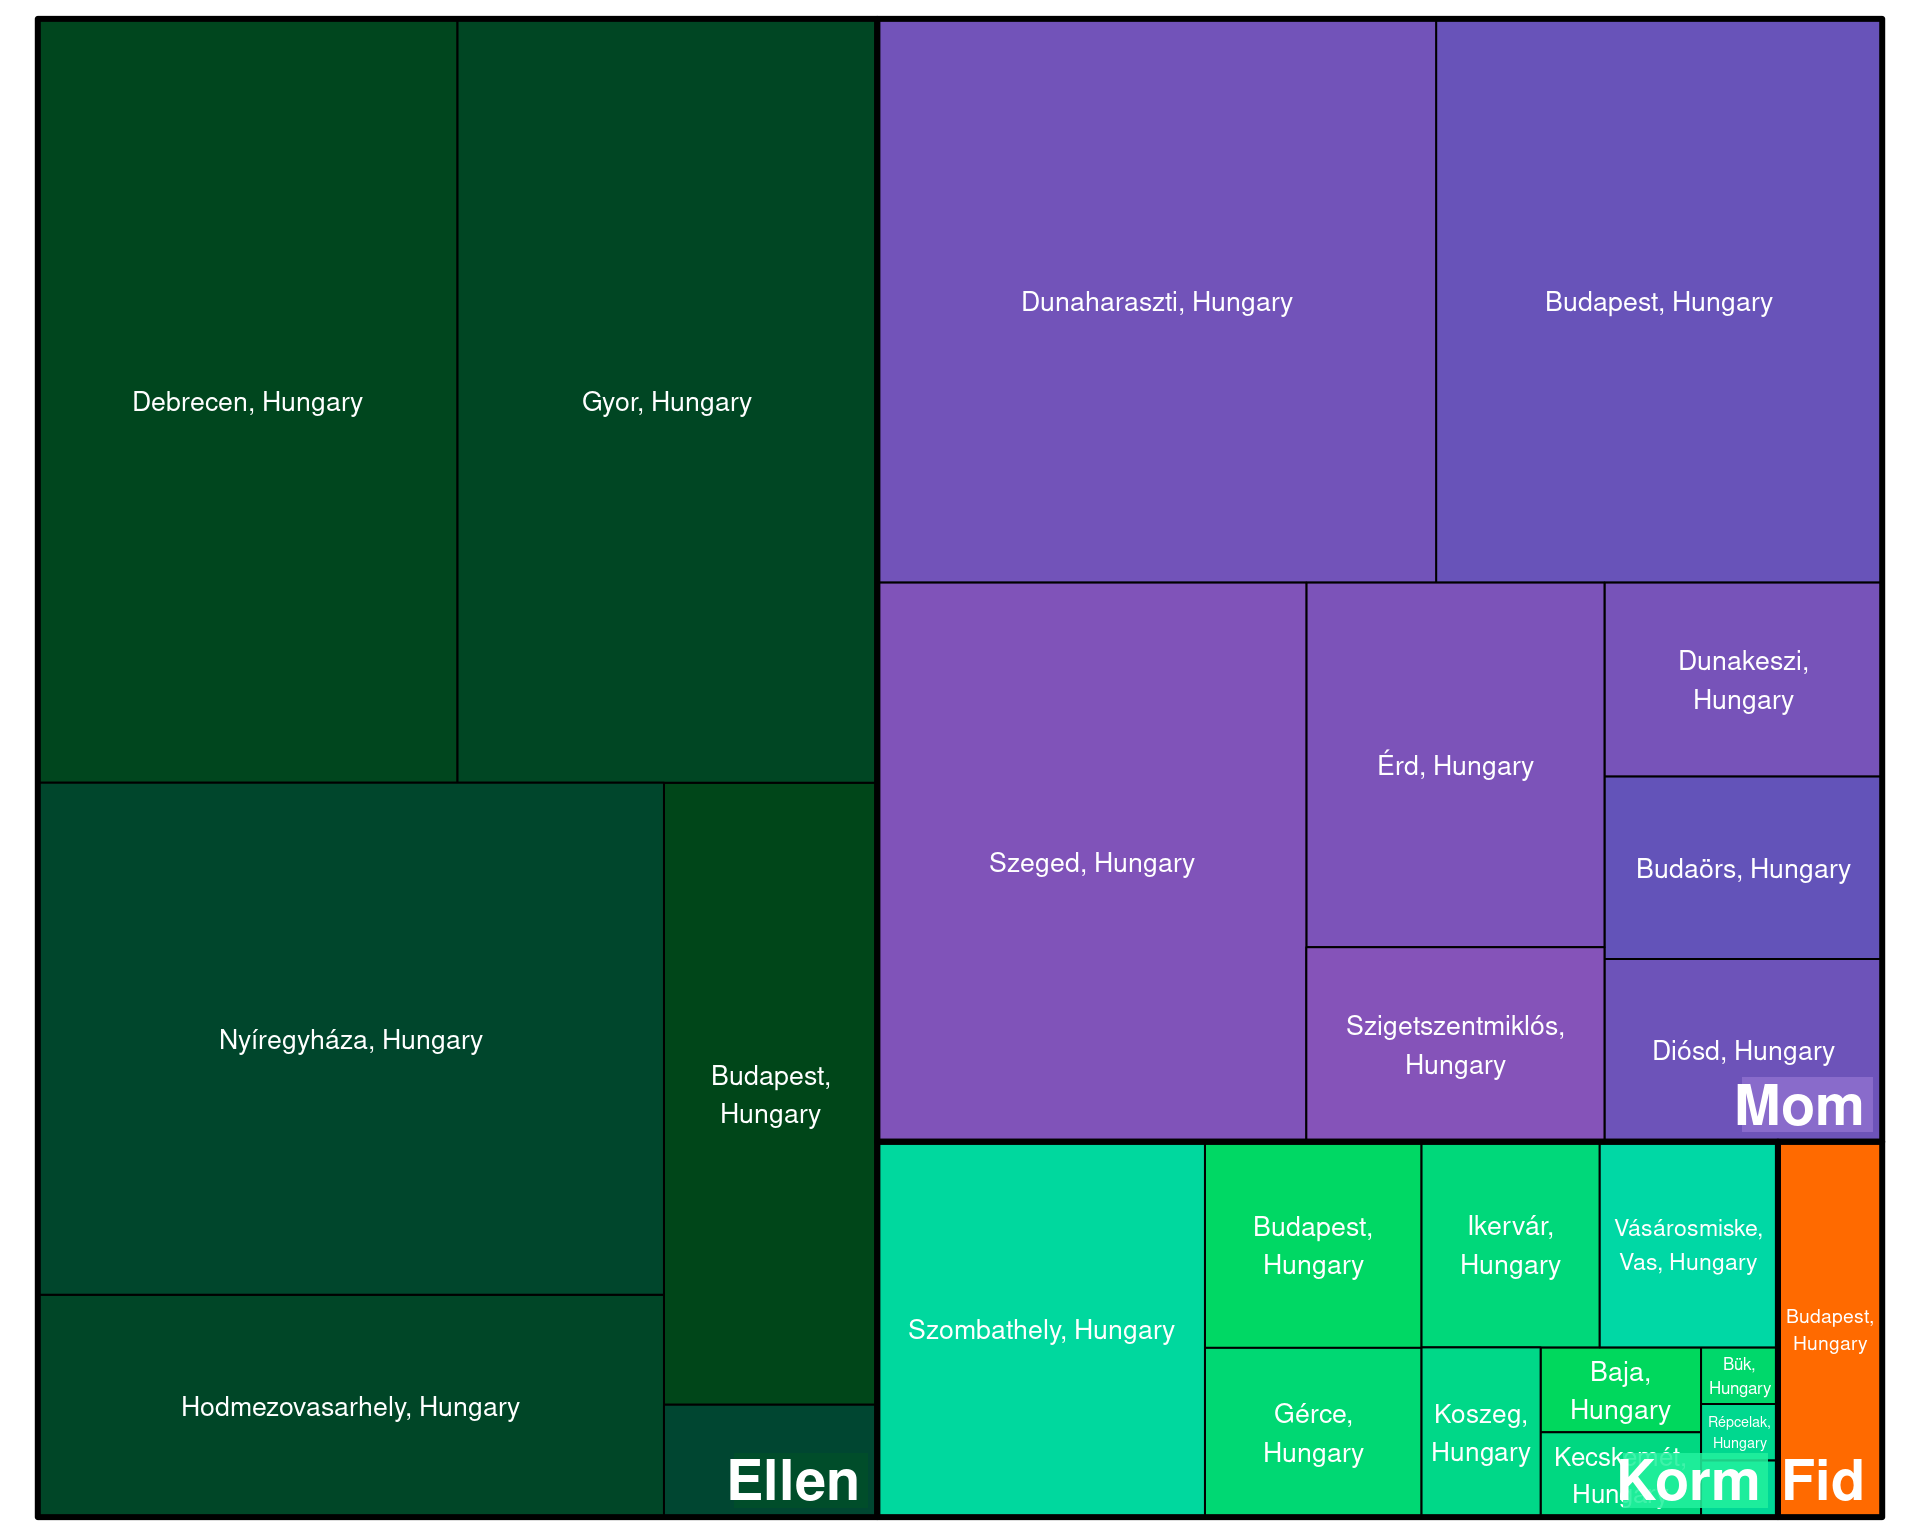 Debrecen, Hungary
Gyor, Hungary
Nyíregyháza, Hungary
Budapest,
Hungary
Hodmezovasarhely, Hungary
Ellen
Dunaharaszti, Hungary
Budapest, Hungary
Szeged, Hungary
Érd, Hungary
Dunakeszi,
Hungary
Budaörs, Hungary
Szigetszentmiklós,
Hungary
Diósd, Hungary
Mom
Szombathely, Hungary
Budapest,
Hungary
Ikervár,
Hungary
Vásárosmiske,
Vas, Hungary
Gérce,
Hungary
Koszeg,
Hungary
Baja,
Hungary
Bük,
Hungary
Répcelak,
Hungary
Kecskemét,
Hungary
Korm
Budapest,
Hungary
Fid